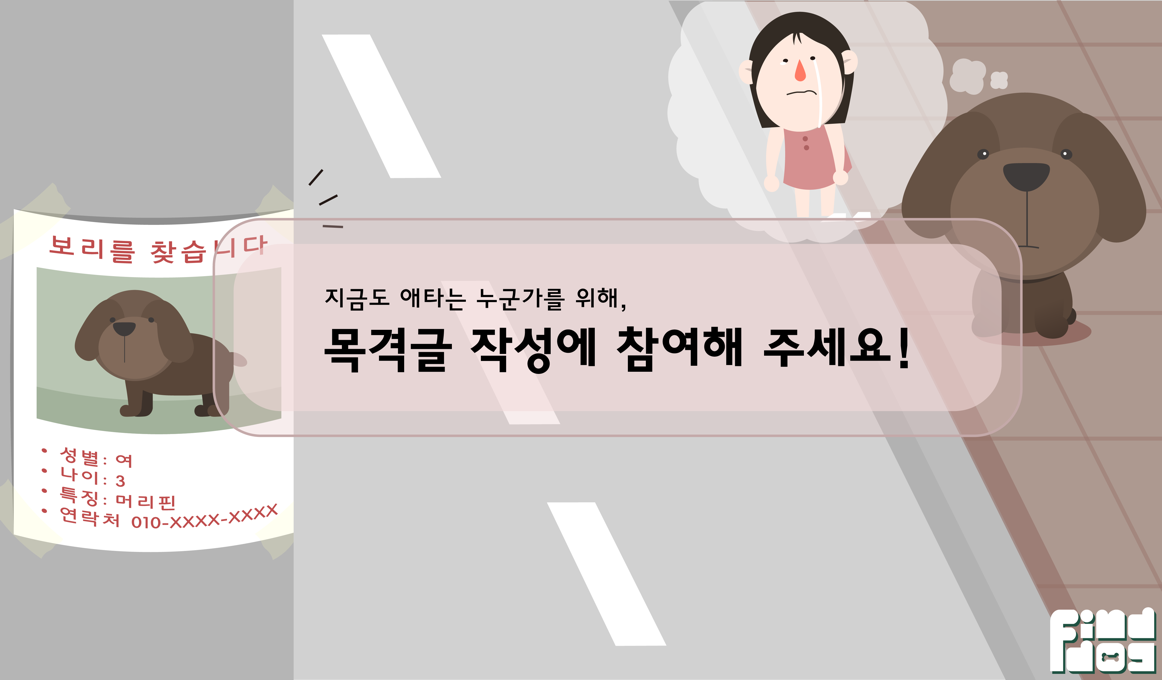 보리를 찾습니다
• 성별: 여
• 나이: 3
• 특징: 머리핀
• 연락처 010-XXXX-XXXX
지금도 애타는 누군가를 위해,
목격글 작성에 참여해 주세요!
find
dog